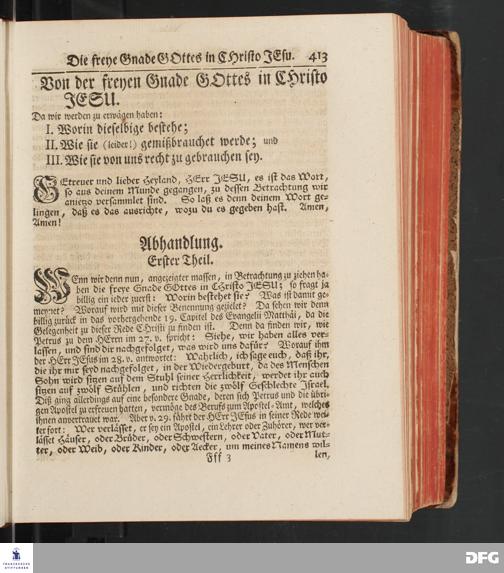 Die freye Gnade GOttes in CHristo JEsu. 413
Von der freyen Gnade GOttes in CHristo
JESU.
Da wir werden zu erwägen haben:
I. Worin dieselbige bestehe;
II. Wie sie (leider!) gemißbrauchet werde; und
III. Wie sie von uns recht zu gebrauchen sey.
GEtreuer und lieber Heyland, HErr JESU, es ist das Wort,
so aus deinem Munde gegangen, zu dessen Betrachtung wir
anietzo versammlet sind. So laß es denn deinem Wort ge-
lingen, daß es das ausrichte, wozu du es gegeben hast. Amen,
Amen!
Abhandlung.
Erster Theil.
WEnn wir denn nun, angezeigter massen, in Betrachtung zu ziehen ha-
ben die freye Gnade GOttes in CHristo JESU; so fragt ja
billig ein ieder zuerst: Worin bestehet sie? Was ist damit ge-
meynet? Worauf wird mit dieser Benennung gezielet? Da sehen wir denn
billig zurück in das vorhergehende 19. Capitel des Evangelii Matthäi, da die
Gelegenheit zu dieser Rede CHristi zu finden ist. Denn da finden wir, wie
Petrus zu dem HErrn im 27. v. spricht: Siehe, wir haben alles ver-
lassen, und sind dir nachgefolget, was wird uns dafür? Worauf ihm
der HErr JEsus im 28. v. antwortet: Wahrlich, ich sage euch, daß ihr,
die ihr mir seyd nachgefolget, in der Wiedergeburt, da des Menschen
Sohn wird sitzen auf dem Stuhl seiner Herrlichkeit, werdet ihr auch
sitzen auf zwölf Stühlen, und richten die zwölf Geschlechte Israel.
Diß ging allerdings auf eine besondere Gnade, deren sich Petrus und die übri-
gen Apostel zu erfreuen hatten, vermöge des Berufs zum Apostel-Amt, welches
ihnen anvertrauet war. Aber v. 29. fährt der HErr JEsus in seiner Rede wei-
ter fort: Wer verlässet, er sey ein Apostel, ein Lehrer oder Zuhörer, wer ver-
lässet Häuser, oder Brüder, oder Schwestern, oder Vater, oder Mut-
ter, oder Weib, oder Kinder, oder Aecker, um meines Namens wil-
Fff 3 len,
FRANCKESCHE
STIFTUNGEN
DFG